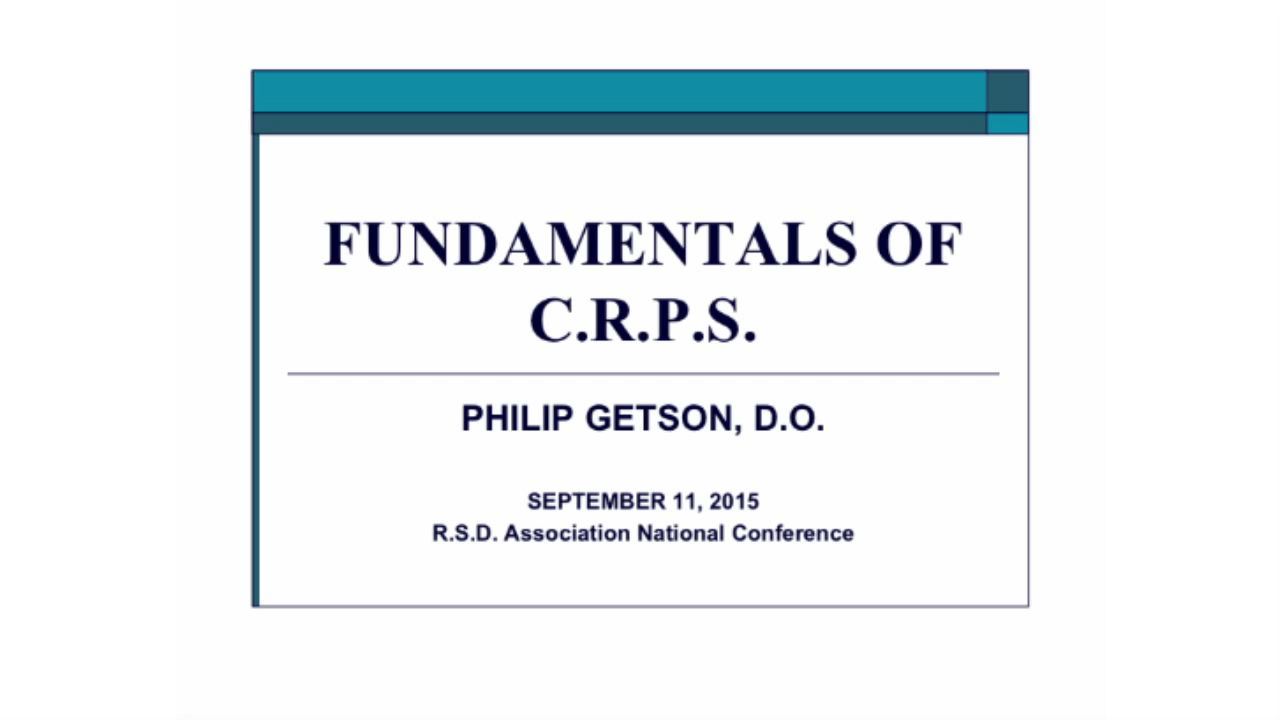 FUNDAMENTALS OF
C.R.P.S.
PHILIP GETSON, D.O.
SEPTEMBER 11, 2015
R.S.D. Association National Conference